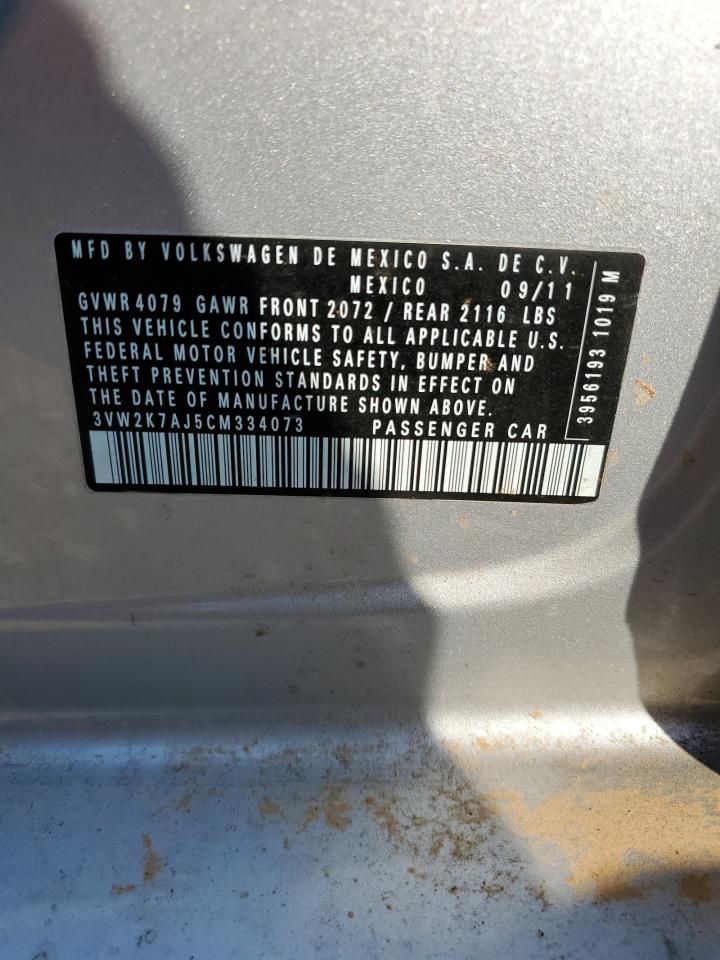 MFD BY VOLKSWAGEN DE MEXICO S.A. DE C.V.
MEXICO 09/11
GVWR 4079 GAWR FRONT 2072 / REAR 2116 LBS
THIS VEHICLE CONFORMS TO ALL APPLICABLE U.S.
FEDERAL MOTOR VEHICLE SAFETY, BUMPER AND
THEFT PREVENTION STANDARDS IN EFFECT ON
THE DATE OF MANUFACTURE SHOWN ABOVE.
3VW2K7AJ5CM334073 PASSENGER CAR
3956193 1019 M